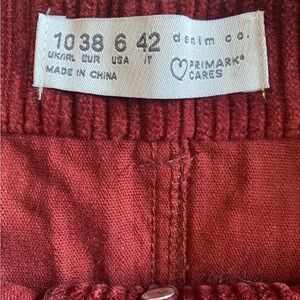 10 38 6 42 denim co.
UK/IRL EUR USA IT
MADE IN CHINA
PRIMARK®
CARES